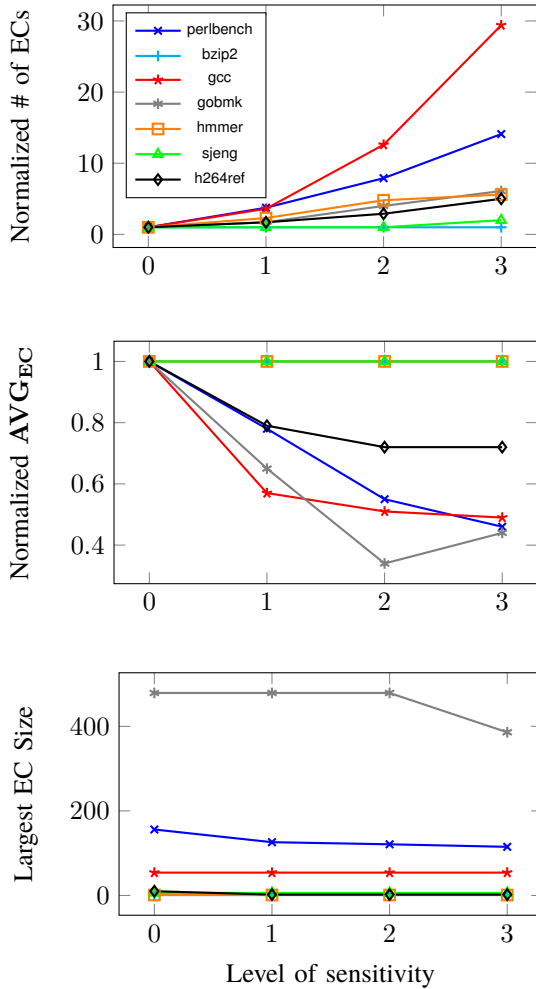 Normalized # of ECs
30
20
10
0
perlbench
bzip2
gcc
gobmk
hmmer
sjeng
h264ref
0 1 2 3
Normalized AVG_EC
1
0.8
0.6
0.4
0 1 2 3
Largest EC Size
400
200
0
0 1 2 3
Level of sensitivity